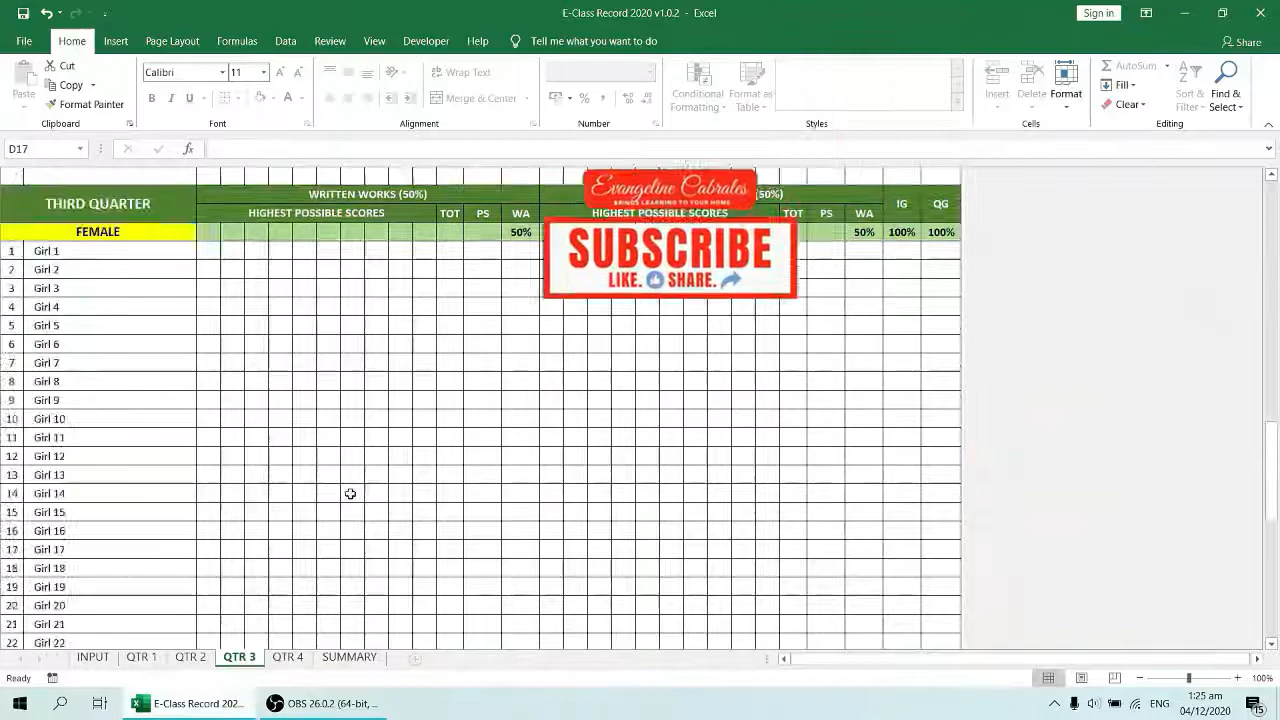 E-Class Record 2020 v1.0.2 - Excel
Sign in
File Home Insert Page Layout Formulas Data Review View Developer Help Tell me what you want to do Share
Paste
Cut
Copy
Format Painter
Clipboard
Calibri 11
B I U
Font
Wrap Text
Merge & Center
Alignment
%
Number
Conditional Formatting
Format as Table
Styles
Insert Delete Format
Cells
AutoSum
Fill
Clear
Sort & Filter
Find & Select
Editing
D17
fx
THIRD QUARTER
WRITTEN WORKS (50%)
(50%)
HIGHEST POSSIBLE SCORES TOT PS WA
HIGHEST POSSIBLE SCORES TOT PS WA
IG QG
FEMALE 50% 50% 100% 100%
Evangeline Cabrales
BRINGS LEARNING TO YOUR HOME
SUBSCRIBE
LIKE. SHARE.
1 Girl 1
2 Girl 2
3 Girl 3
4 Girl 4
5 Girl 5
6 Girl 6
7 Girl 7
8 Girl 8
9 Girl 9
10 Girl 10
11 Girl 11
12 Girl 12
13 Girl 13
14 Girl 14
15 Girl 15
16 Girl 16
17 Girl 17
18 Girl 18
19 Girl 19
22 Girl 20
21 Girl 21
22 Girl 22
INPUT QTR 1 QTR 2 QTR 3 QTR 4 SUMMARY
Ready
100%
E-Class Record 202...
OBS 26.0.2 (64-bit, ...
ENG
1:25 am
04/12/2020
15